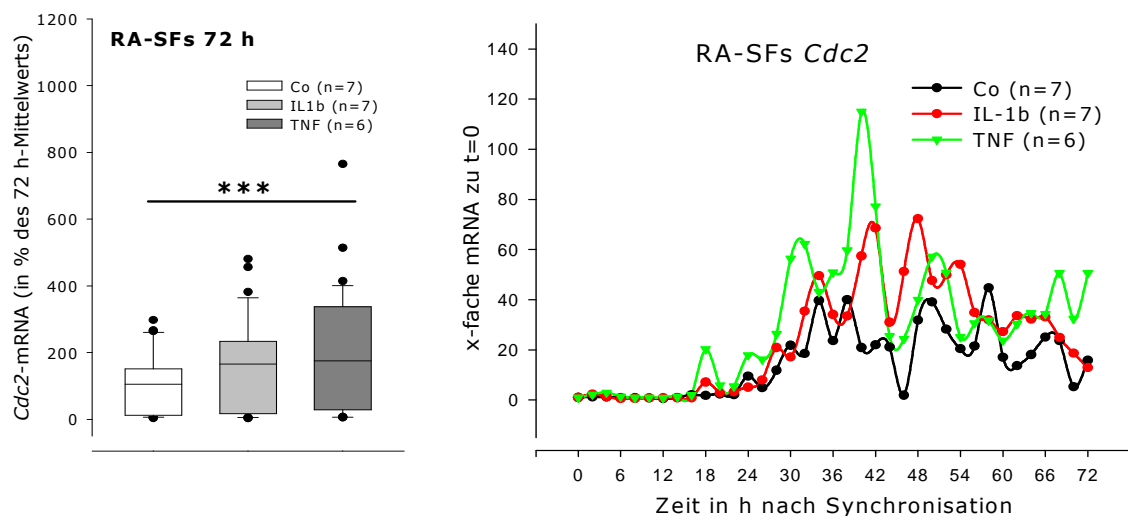 Cdc2-mRNA (in % des 72 h-Mittelwerts)
1200
1000
800
600
400
200
0
RA-SFs 72 h
Co (n=7)
IL1b (n=7)
TNF (n=6)
***
x-fache mRNA zu t=0
140
120
100
80
60
40
20
0
RA-SFs Cdc2
Co (n=7)
IL-1b (n=7)
TNF (n=6)
0 6 12 18 24 30 36 42 48 54 60 66 72
Zeit in h nach Synchronisation